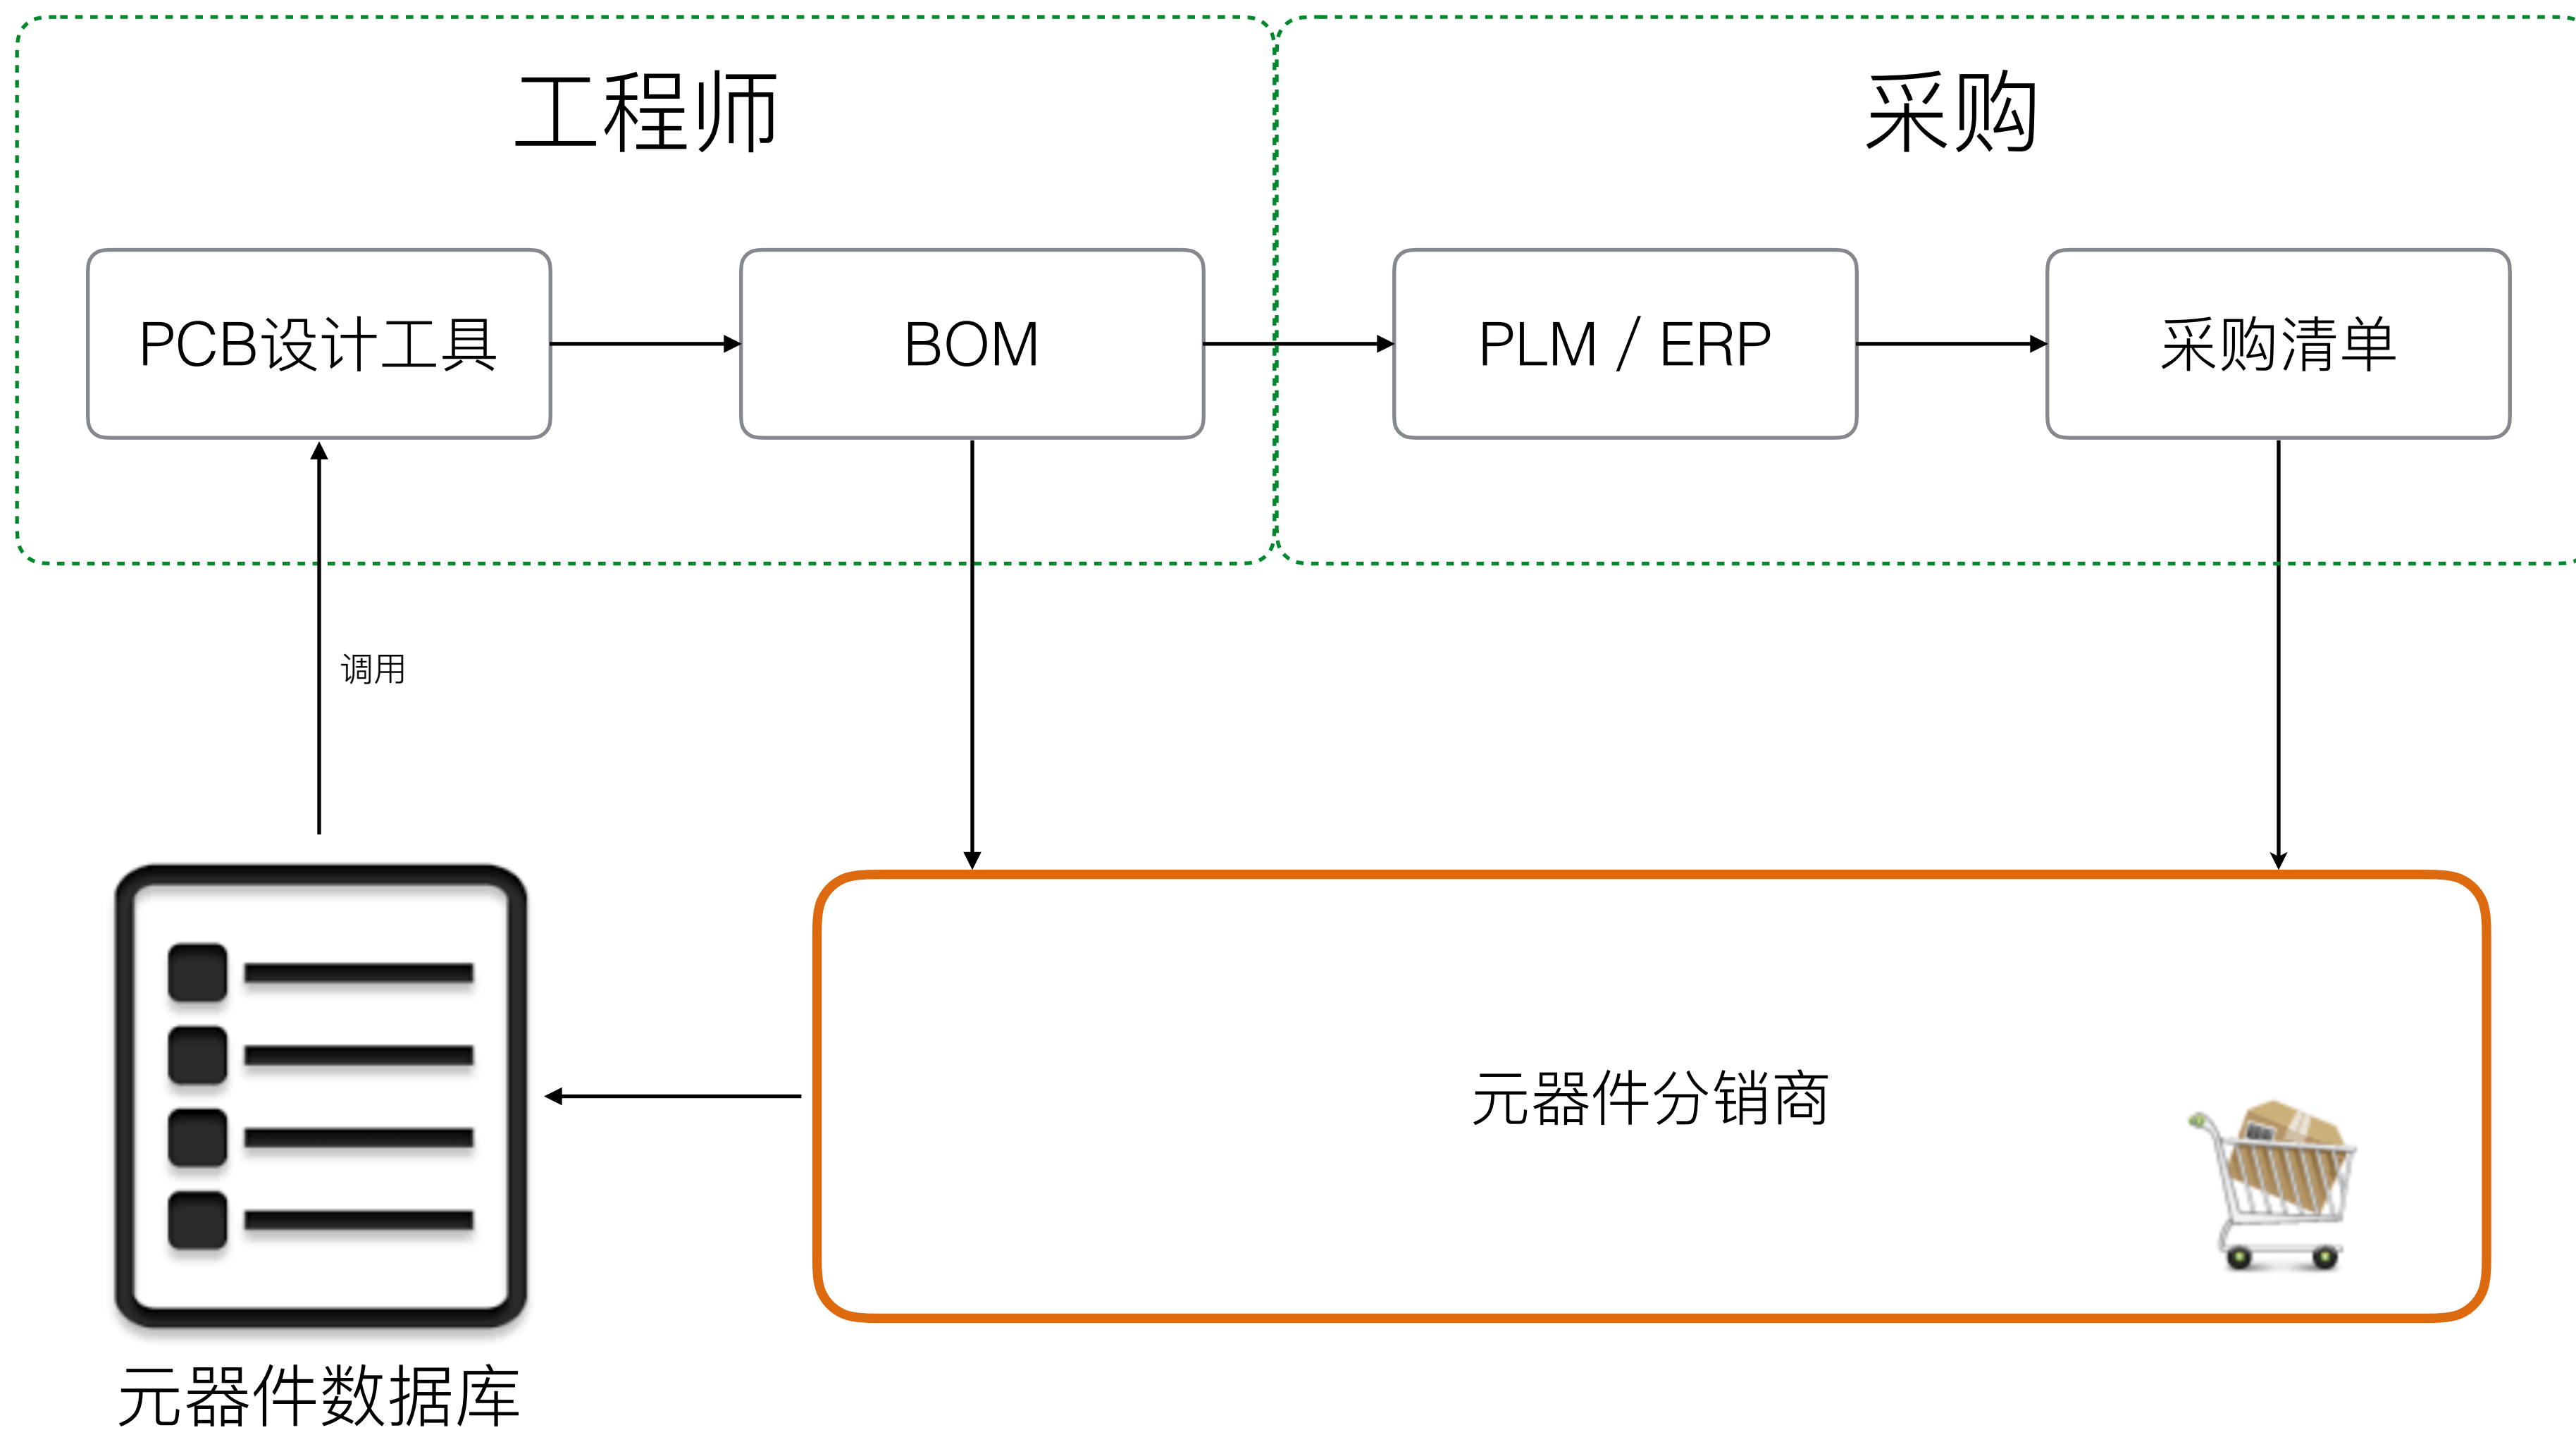 工程师
采购
PCB设计工具
BOM
PLM / ERP
采购清单
调用
元器件分销商
元器件数据库